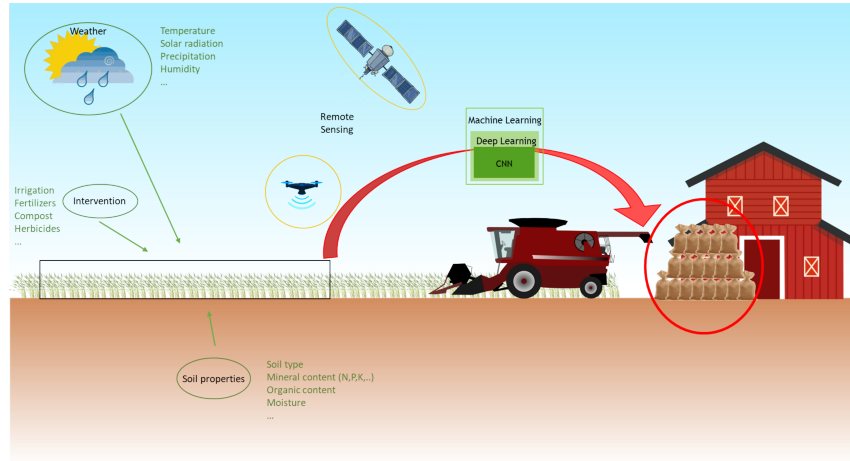 Weather
Temperature
Solar radiation
Precipitation
Humidity
...
Remote
Sensing
Machine Learning
Deep Learning
CNN
Irrigation
Fertilizers
Compost
Herbicides
...
Intervention
Soil properties
Soil type
Mineral content (N,P,K,..)
Organic content
Moisture
...